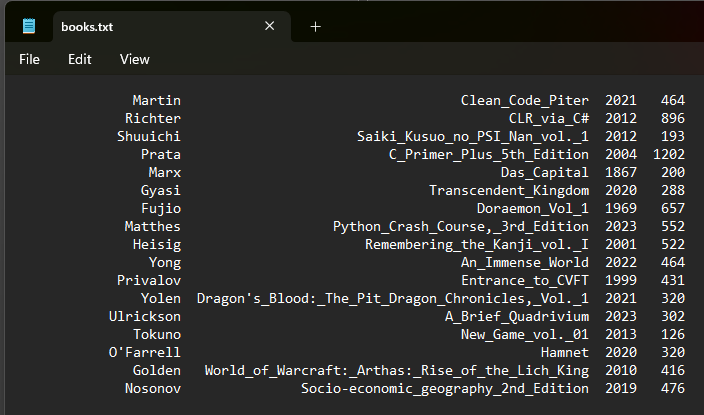 books.txt
File Edit View
Martin Clean_Code_Piter 2021 464
Richter CLR_via_C# 2012 896
Shuuichi Saiki_Kusuo_no_PSI_Nan_vol._1 2012 193
Prata C_Primer_Plus_5th_Edition 2004 1202
Marx Das_Capital 1867 200
Gyasi Transcendent_Kingdom 2020 288
Fujio Doraemon_Vol_1 1969 657
Matthes Python_Crash_Course,_3rd_Edition 2023 552
Heisig Remembering_the_Kanji_vol._I 2001 522
Yong An_Immense_World 2022 464
Privalov Entrance_to_CVFT 1999 431
Yolen Dragon's_Blood:_The_Pit_Dragon_Chronicles,_Vol._1 2021 320
Ulrickson A_Brief_Quadrivium 2023 302
Tokuno New_Game_vol._01 2013 126
O'Farrell Hamnet 2020 320
Golden World_of_Warcraft:_Arthas:_Rise_of_the_Lich_King 2010 416
Nosonov Socio-economic_geography_2nd_Edition 2019 476